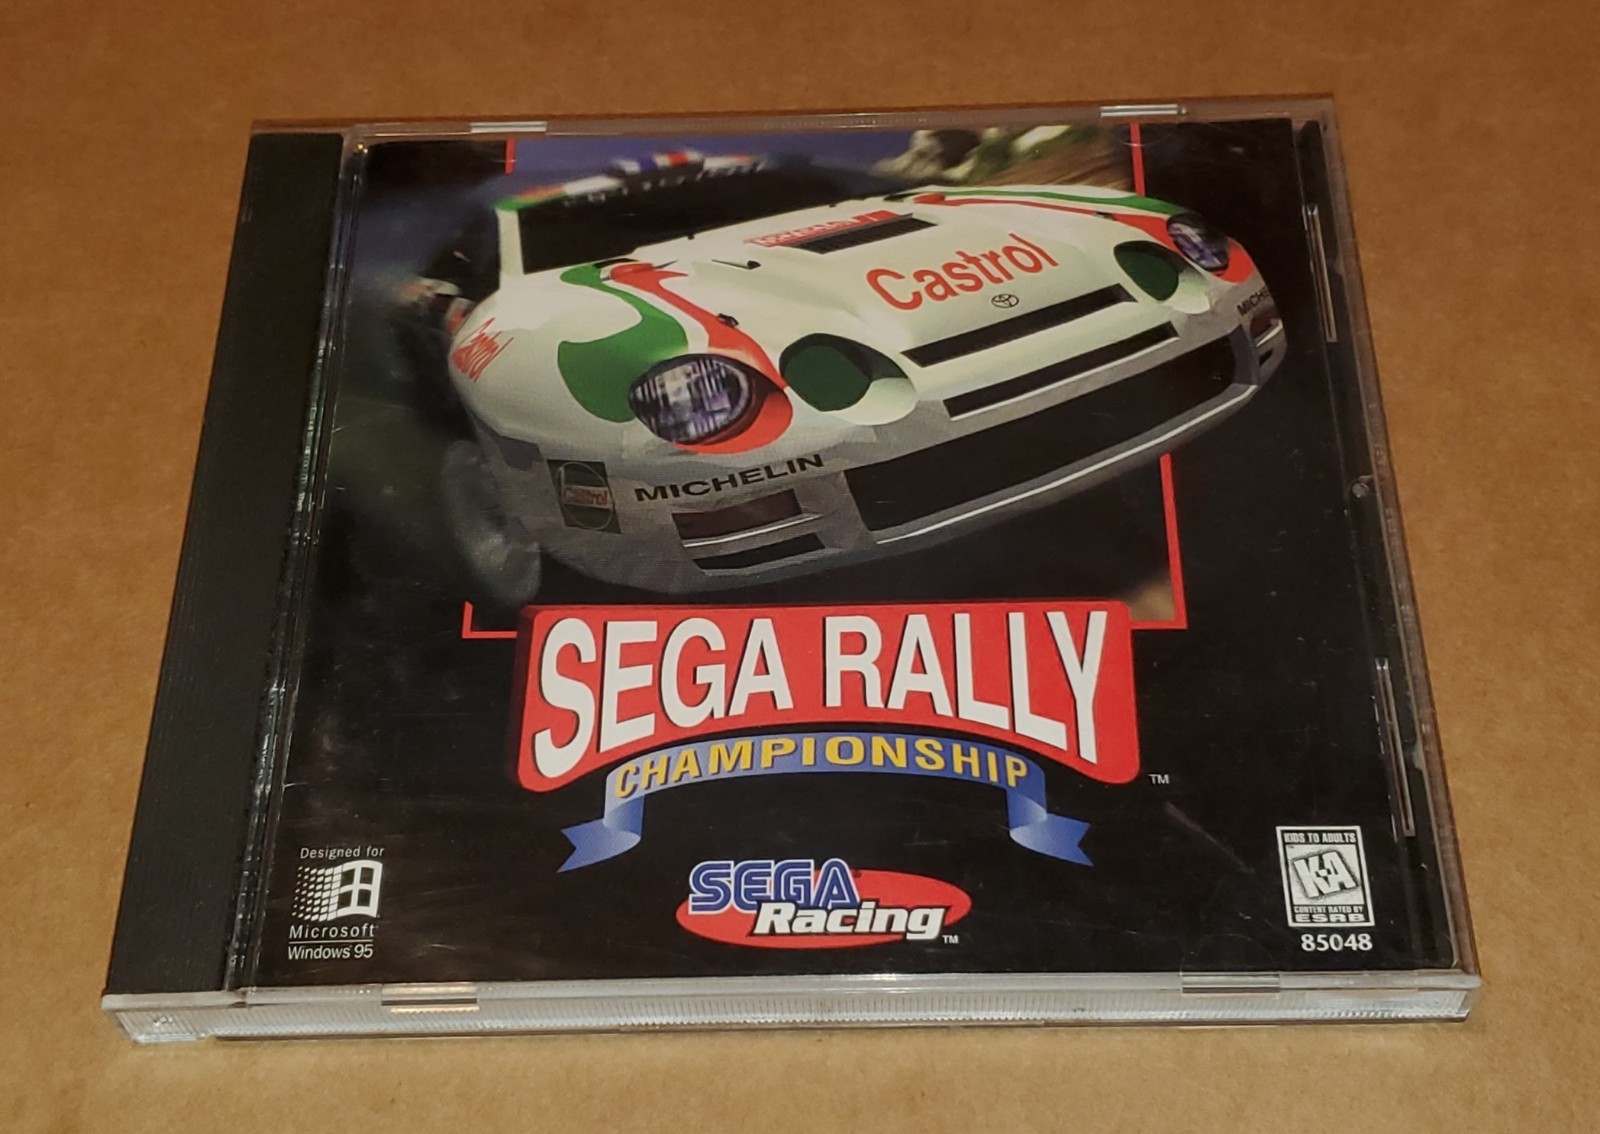 Castrol
Castrol
MICHELIN
Castrol
SEGA RALLY
CHAMPIONSHIP
TM
Designed for
Microsoft
Windows 95
SEGA
Racing
TM
KIDS TO ADULTS
K-A
CONTENT RATED BY
ESRB
85048